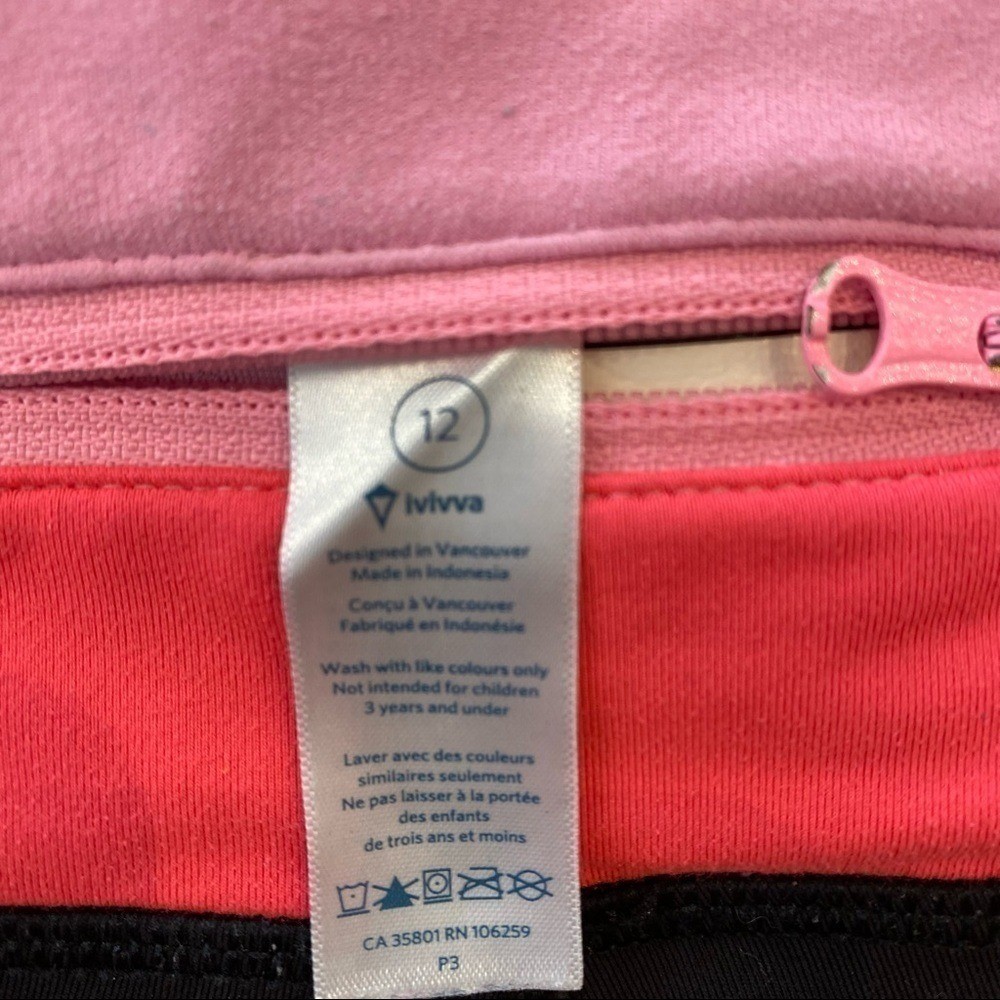 12
ivivva
Designed in Vancouver
Made in Indonesia
Conçu à Vancouver
Fabriqué en Indonésie
Wash with like colours only
Not intended for children
3 years and under
Laver avec des couleurs
similaires seulement
Ne pas laisser à la portée
des enfants
de trois ans et moins
CA 35801 RN 106259
P3